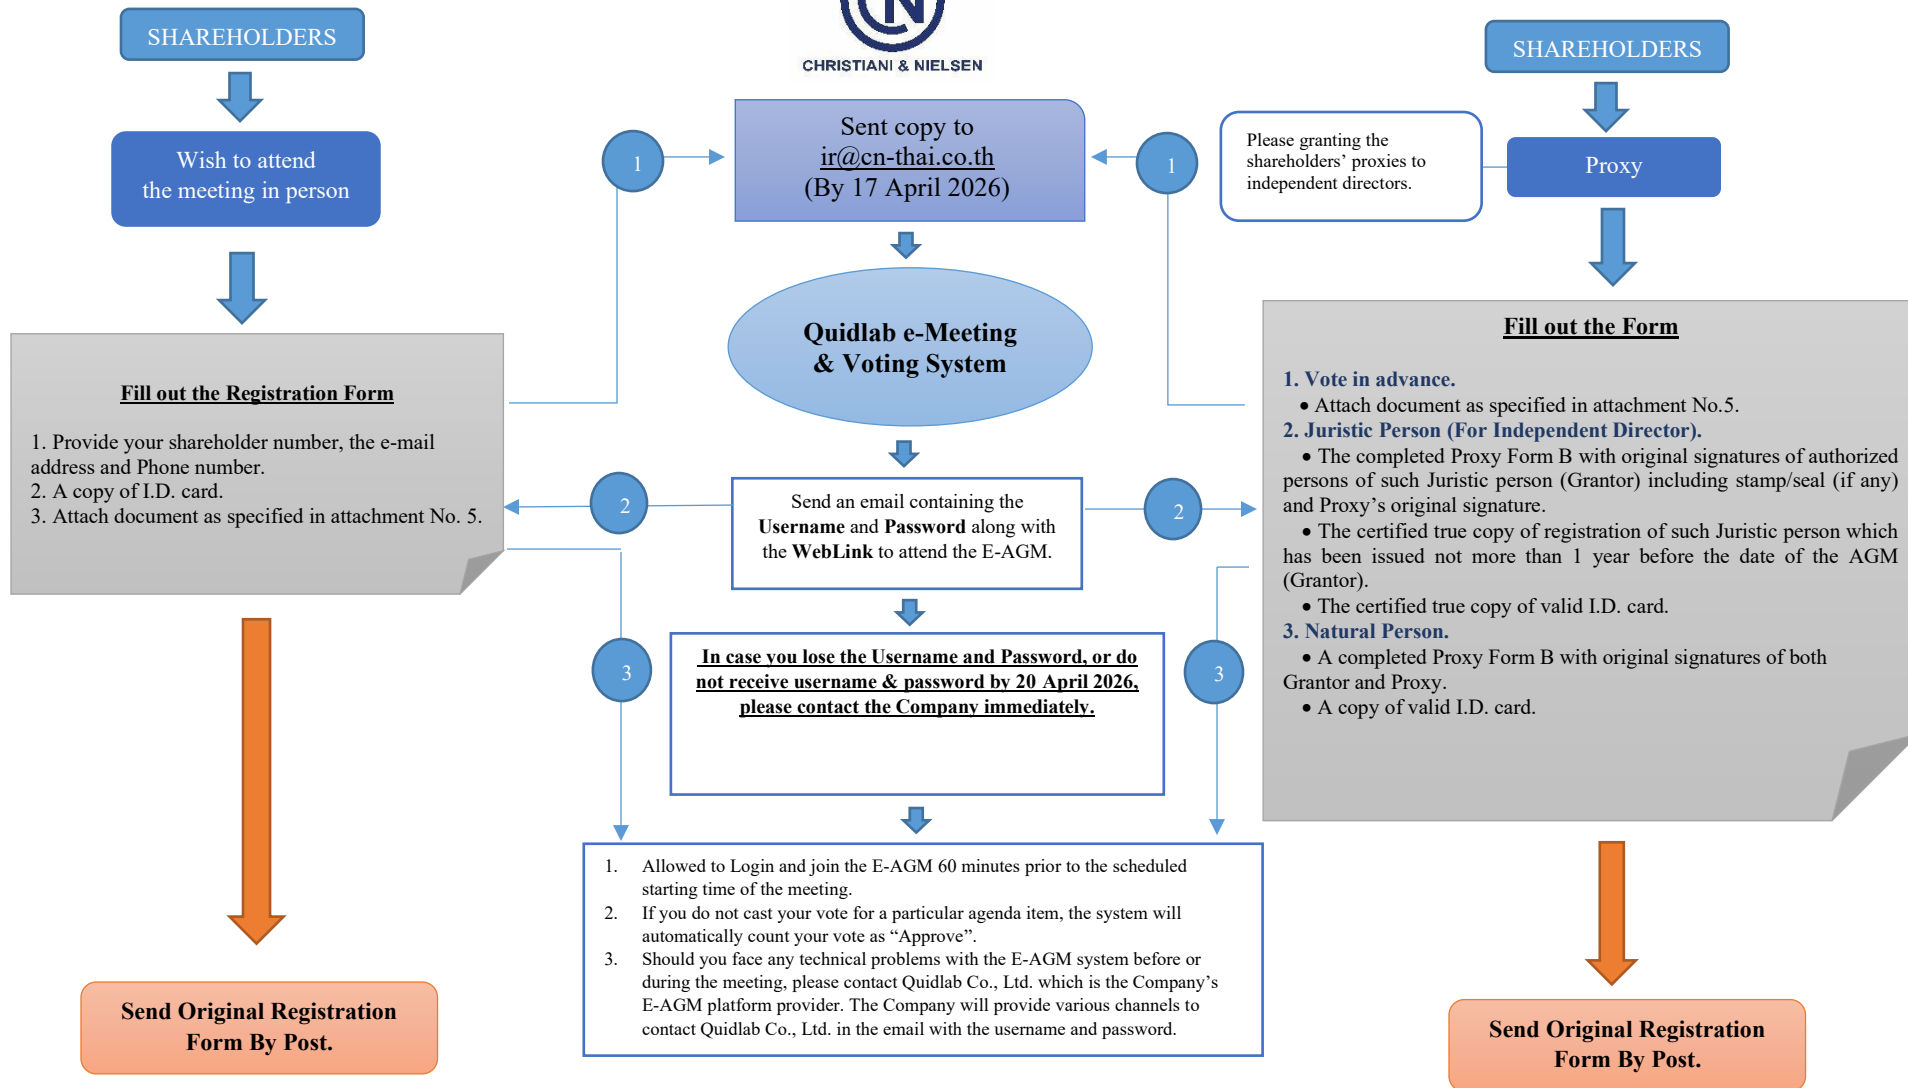 SHAREHOLDERS
Wish to attend
the meeting in person
Fill out the Registration Form
1. Provide your shareholder number, the e-mail
address and Phone number.
2. A copy of I.D. card.
3. Attach document as specified in attachment No. 5.
Send Original Registration
Form By Post.
CN
CHRISTIANI & NIELSEN
1
Sent copy to
ir@cn-thai.co.th
(By 17 April 2026)
1
Quidlab e-Meeting
& Voting System
2
Send an email containing the
Username and Password along with
the WebLink to attend the E-AGM.
2
3
In case you lose the Username and Password, or do
not receive username & password by 20 April 2026,
please contact the Company immediately.
3
1. Allowed to Login and join the E-AGM 60 minutes prior to the scheduled
starting time of the meeting.
2. If you do not cast your vote for a particular agenda item, the system will
automatically count your vote as “Approve”.
3. Should you face any technical problems with the E-AGM system before or
during the meeting, please contact Quidlab Co., Ltd. which is the Company’s
E-AGM platform provider. The Company will provide various channels to
contact Quidlab Co., Ltd. in the email with the username and password.
SHAREHOLDERS
Please granting the
shareholders’ proxies to
independent directors.
Proxy
Fill out the Form
1. Vote in advance.
• Attach document as specified in attachment No.5.
2. Juristic Person (For Independent Director).
• The completed Proxy Form B with original signatures of authorized
persons of such Juristic person (Grantor) including stamp/seal (if any)
and Proxy’s original signature.
• The certified true copy of registration of such Juristic person which
has been issued not more than 1 year before the date of the AGM
(Grantor).
• The certified true copy of valid I.D. card.
3. Natural Person.
• A completed Proxy Form B with original signatures of both
Grantor and Proxy.
• A copy of valid I.D. card.
Send Original Registration
Form By Post.